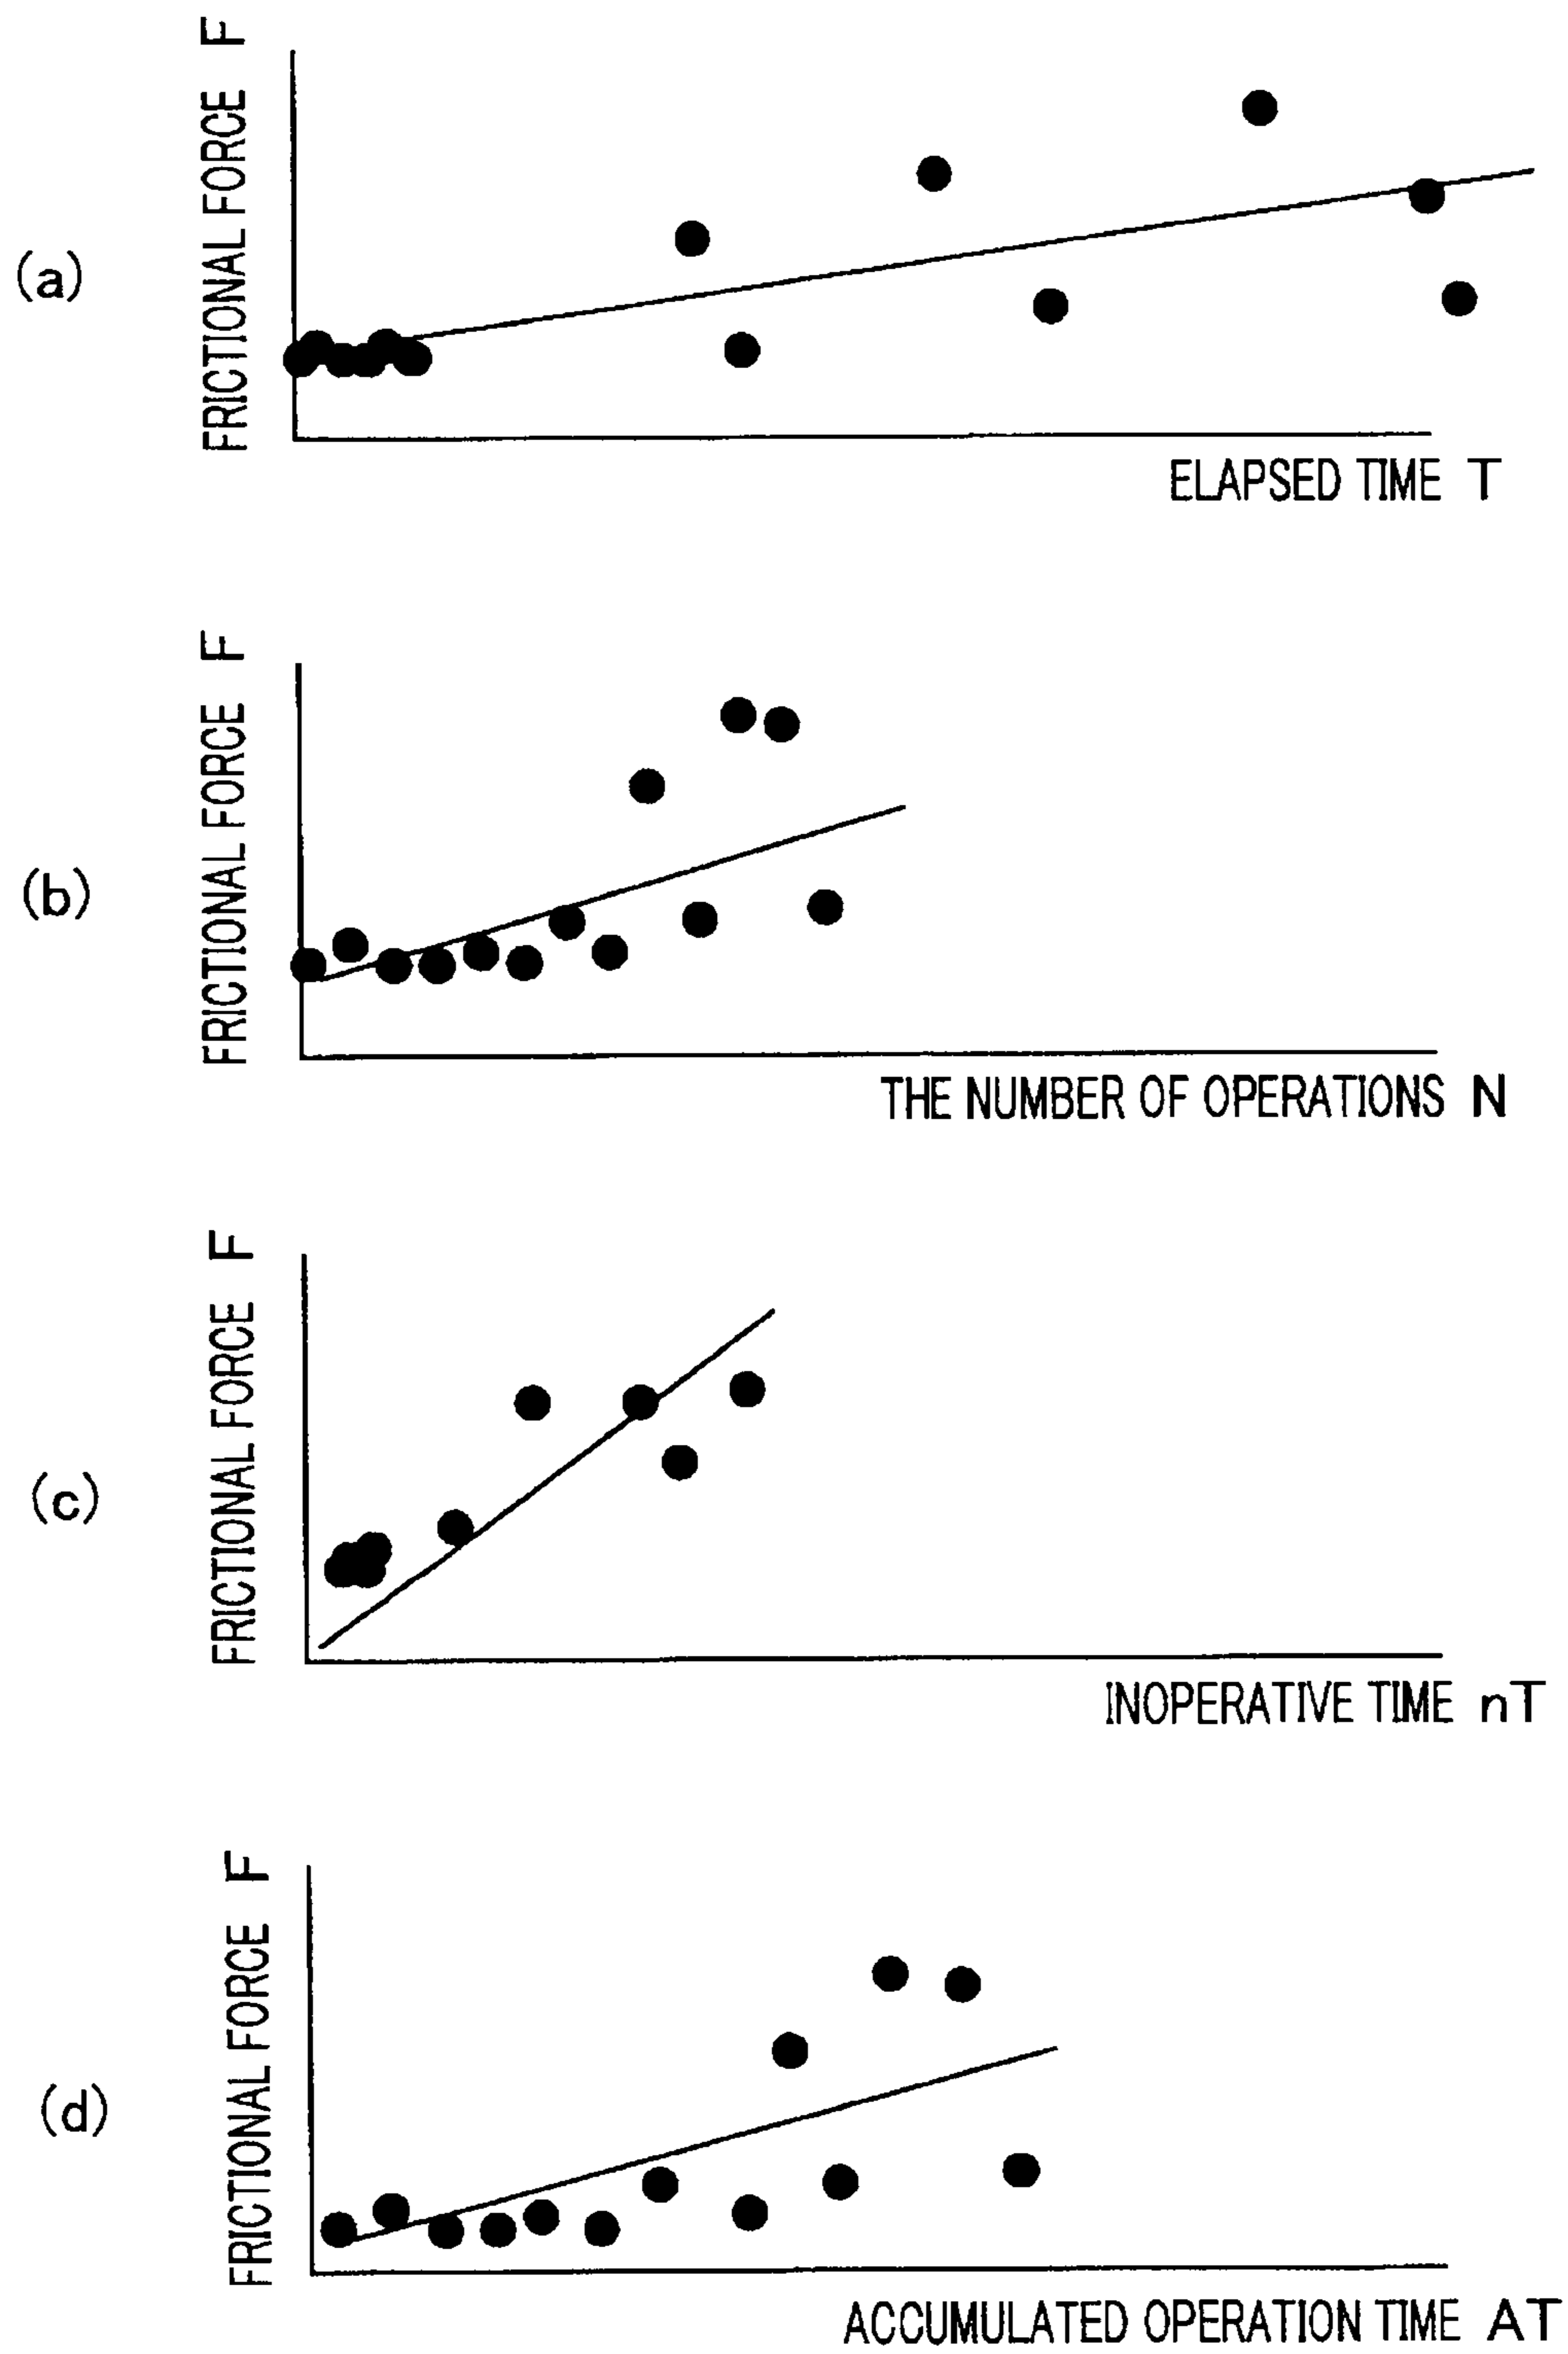 FRICTIONAL FORCE F
(a)
ELAPSED TIME T
FRICTIONAL FORCE F
(b)
THE NUMBER OF OPERATIONS N
FRICTIONAL FORCE F
(c)
INOPERATIVE TIME nT
FRICTIONAL FORCE F
(d)
ACCUMULATED OPERATION TIME AT